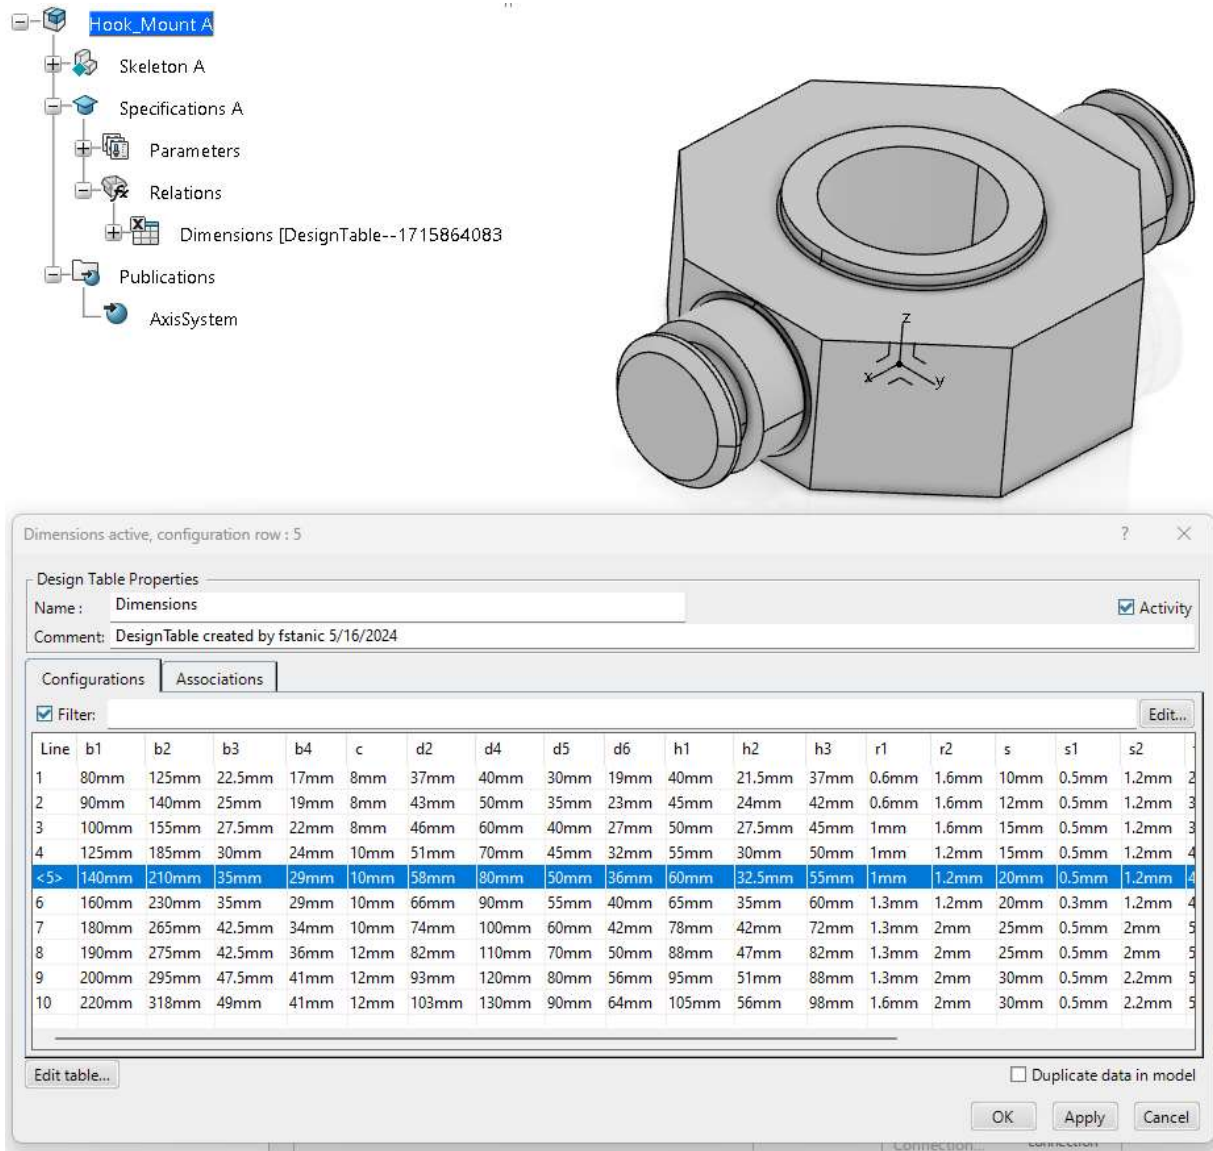 Hook_Mount A
Skeleton A
Specifications A
Parameters
Relations
Dimensions [DesignTable--1715864083
Publications
AxisSystem
z
x
y
Dimensions active, configuration row : 5
? ×
Design Table Properties
Name : Dimensions
Activity
Comment: DesignTable created by fstanic 5/16/2024
Configurations Associations
Filter: Edit...
Line b1 b2 b3 b4 c d2 d4 d5 d6 h1 h2 h3 r1 r2 s s1 s2
1 80mm 125mm 22.5mm 17mm 8mm 37mm 40mm 30mm 19mm 40mm 21.5mm 37mm 0.6mm 1.6mm 10mm 0.5mm 1.2mm 2
2 90mm 140mm 25mm 19mm 8mm 43mm 50mm 35mm 23mm 45mm 24mm 42mm 0.6mm 1.6mm 12mm 0.5mm 1.2mm 3
3 100mm 155mm 27.5mm 22mm 8mm 46mm 60mm 40mm 27mm 50mm 27.5mm 45mm 1mm 1.6mm 15mm 0.5mm 1.2mm 3
4 125mm 185mm 30mm 24mm 10mm 51mm 70mm 45mm 32mm 55mm 30mm 50mm 1mm 1.2mm 15mm 0.5mm 1.2mm 4
<5> 140mm 210mm 35mm 29mm 10mm 58mm 80mm 50mm 36mm 60mm 32.5mm 55mm 1mm 1.2mm 20mm 0.5mm 1.2mm 4
6 160mm 230mm 35mm 29mm 10mm 66mm 90mm 55mm 40mm 65mm 35mm 60mm 1.3mm 1.2mm 20mm 0.3mm 1.2mm 4
7 180mm 265mm 42.5mm 34mm 10mm 74mm 100mm 60mm 42mm 78mm 42mm 72mm 1.3mm 2mm 25mm 0.5mm 2mm 5
8 190mm 275mm 42.5mm 36mm 12mm 82mm 110mm 70mm 50mm 88mm 47mm 82mm 1.3mm 2mm 25mm 0.5mm 2mm 5
9 200mm 295mm 47.5mm 41mm 12mm 93mm 120mm 80mm 56mm 95mm 51mm 88mm 1.3mm 2mm 30mm 0.5mm 2.2mm 5
10 220mm 318mm 49mm 41mm 12mm 103mm 130mm 90mm 64mm 105mm 56mm 98mm 1.6mm 2mm 30mm 0.5mm 2.2mm 5
Edit table... Duplicate data in model
OK Apply Cancel